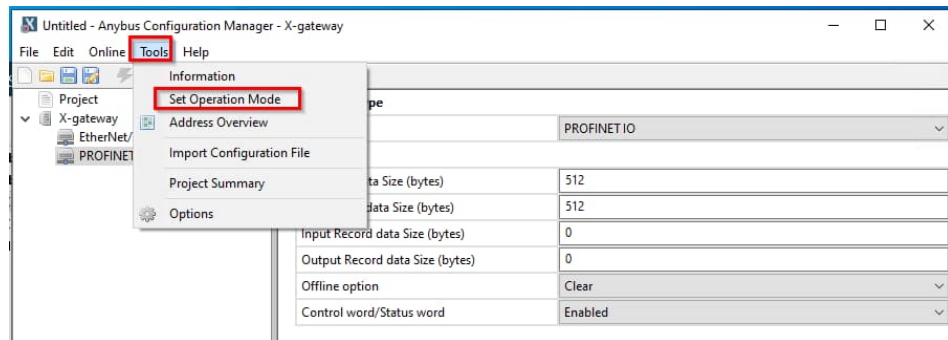 Untitled - Anybus Configuration Manager - X-gateway
File Edit Online Tools Help
Information
Set Operation Mode
Address Overview
Import Configuration File
Project Summary
Options
Project
X-gateway
EtherNet/
PROFINET
pe
PROFINET IO
ta Size (bytes) 512
data Size (bytes) 512
Input Record data Size (bytes) 0
Output Record data Size (bytes) 0
Offline option Clear
Control word/Status word Enabled